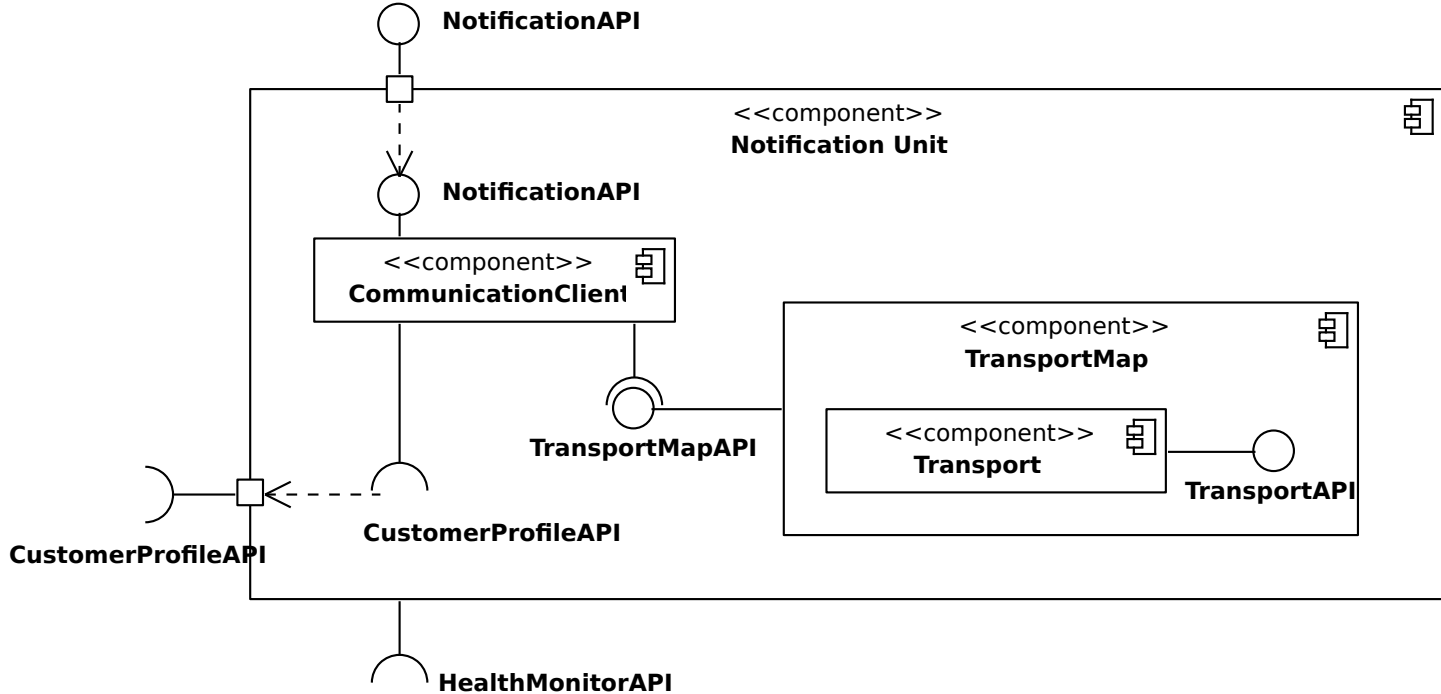 NotificationAPI
<<component>>
Notification Unit
NotificationAPI
<<component>>
CommunicationClient
<<component>>
TransportMap
<<component>>
Transport
TransportMapAPI
TransportAPI
CustomerProfileAPI
CustomerProfileAPI
HealthMonitorAPI